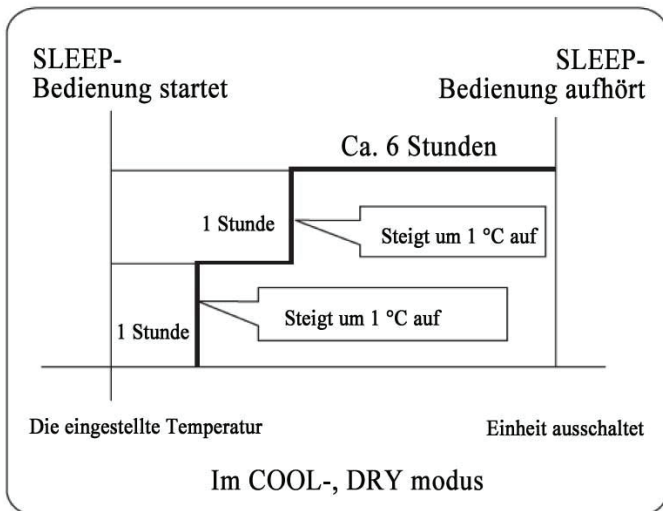 SLEEP-
Bedienung startet
SLEEP-
Bedienung aufhört
Ca. 6 Stunden
1 Stunde
Steigt um 1 °C auf
1 Stunde
Steigt um 1 °C auf
Die eingestellte Temperatur
Einheit ausschaltet
Im COOL-, DRY modus